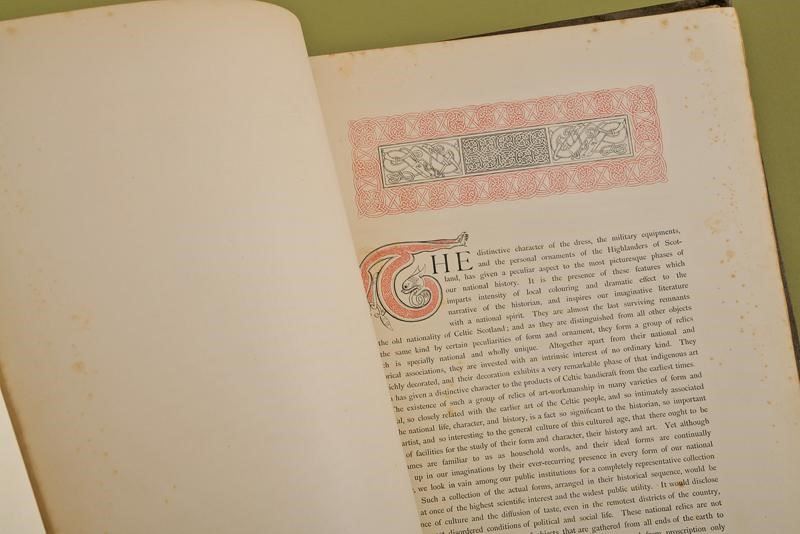 THE distinctive character of the dress, the military equipments,
and the personal ornaments of the Highlanders of Scot-
land, has given a peculiar aspect to the most picturesque phases of
our national history. It is the presence of these features which
imparts intensity of local colouring and dramatic effect to the
narrative of the historian, and inspires our imaginative literature
with a national spirit. They are almost the last surviving remnants
the old nationality of Celtic Scotland; and as they are distinguished from all other objects
the same kind by certain peculiarities of form and ornament, they form a group of relics
is specially national and wholly unique. Altogether apart from their national and
associations, they are invested with an intrinsic interest of no ordinary kind. They
decorated, and their decoration exhibits a very remarkable phase of that indigenous art
has given a distinctive character to the products of Celtic handicraft from the earliest times.
The existence of such a group of relics of art-workmanship in many varieties of form and
so closely related with the earlier art of the Celtic people, and so intimately associated
the national life, character, and history, is a fact so significant to the historian, so important
artist, and so interesting to the general culture of this cultured age, that there ought to be
of facilities for the study of their form and character, their history and art. Yet although
are familiar to us as household words, and their ideal forms are continually
up in our imaginations by their ever-recurring presence in every form of our national
we look in vain among our public institutions for a completely representative collection
Such a collection of the actual forms, arranged in their historical sequence, would be
at once of the highest scientific interest and the widest public utility. It would disclose
of culture and the diffusion of taste, even in the remotest districts of the country,
disordered conditions of political and social life. These national relics are not
that are gathered from all ends of the earth to
from proscription only